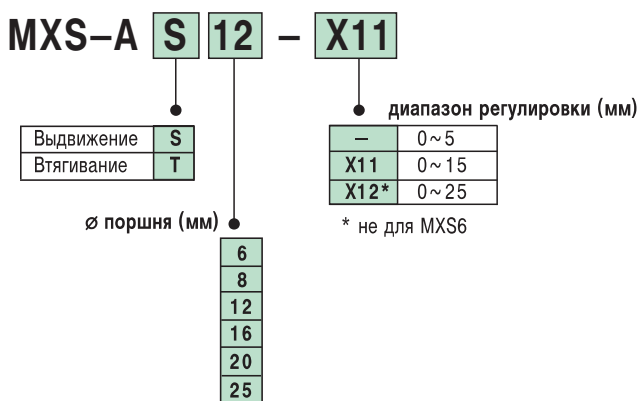 MXS–A S 12 – X11
диапазон регулировки (мм)
Выдвижение S
Втягивание T
– 0~5
X11 0~15
X12* 0~25
* не для MXS6
ø поршня (мм)
6
8
12
16
20
25